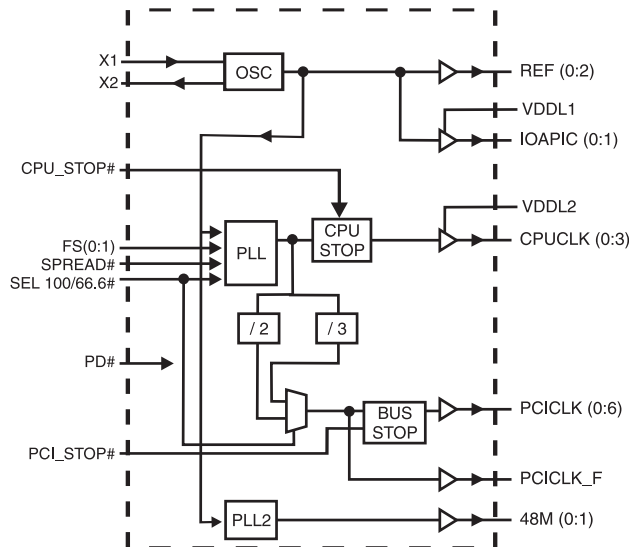 X1
X2
OSC
REF (0:2)
VDDL1
IOAPIC (0:1)
CPU_STOP#
VDDL2
FS(0:1)
SPREAD#
SEL 100/66.6#
PLL
CPU
STOP
CPUCLK (0:3)
/ 2
/ 3
PD#
BUS
STOP
PCICLK (0:6)
PCI_STOP#
PCICLK_F
PLL2
48M (0:1)